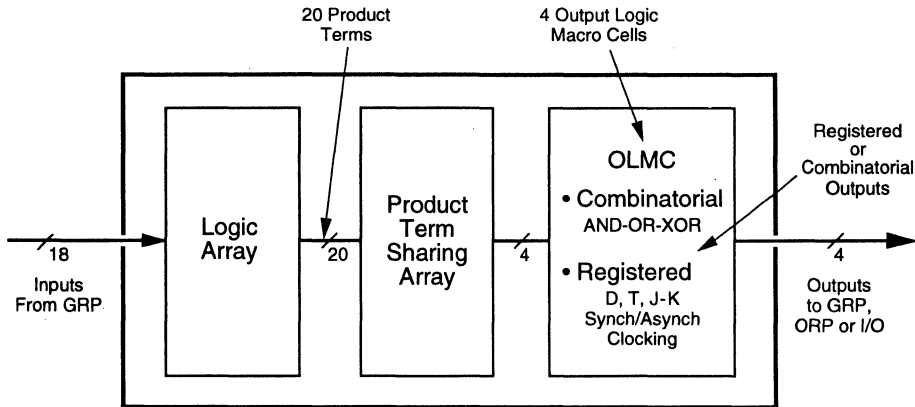 20 Product
Terms
4 Output Logic
Macro Cells
Registered
or
Combinatorial
Outputs
18
Inputs
From GRP
Logic
Array
20
Product
Term
Sharing
Array
4
OLMC
• Combinatorial
AND-OR-XOR
• Registered
D, T, J-K
Synch/Asynch
Clocking
4
Outputs
to GRP,
ORP or I/O